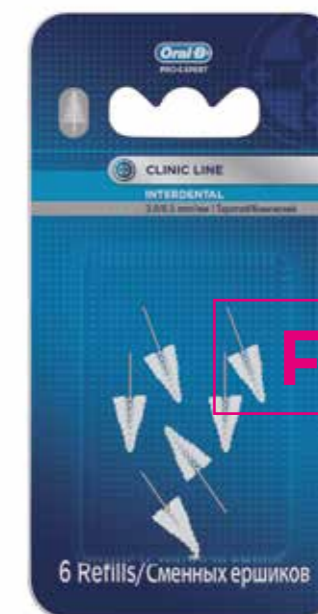 Oral-B
PRO-EXPERT
CLINIC LINE
INTERDENTAL
F
6 Refills/Сменных ершиков